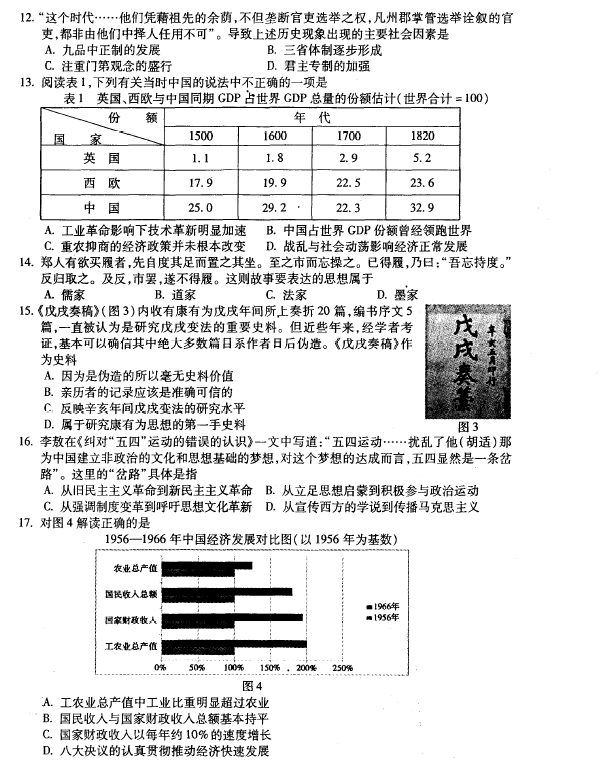 12. “这个时代……他们凭藉祖先的余荫,不但垄断官吏选举之权,凡州郡掌管选举诠叙的官
吏,都非由他们中择人任用不可”。导致上述历史现象出现的主要社会因素是
A. 九品中正制的发展 B. 三省体制逐步形成
C. 注重门第观念的盛行 D. 君主专制的加强
13. 阅读表1,下列有关当时中国的说法中不正确的一项是
表1 英国、西欧与中国同期GDP占世界GDP总量的份额估计(世界合计=100)
份 额 年 代
国 家 1500 1600 1700 1820
英 国 1.1 1.8 2.9 5.2
西 欧 17.9 19.9 22.5 23.6
中 国 25.0 29.2 22.3 32.9
A. 工业革命影响下技术革新明显加速 B. 中国占世界GDP份额曾经领跑世界
C. 重农抑商的经济政策并未根本改变 D. 战乱与社会动荡影响经济正常发展
14. 郑人有欲买履者,先自度其足而置之其坐。至之市而忘操之。已得履,乃曰:“吾忘持度。”
反归取之。及反,市罢,遂不得履。这则故事要表达的思想属于
A. 儒家 B. 道家 C. 法家 D. 墨家
15.《戊戌奏稿》(图3)内收有康有为戊戌年间所上奏折20篇,编书序文5
篇,一直被认为是研究戊戌变法的重要史料。但近些年来,经学者考
证,基本可以确信其中绝大多数篇目系作者日后伪造。《戊戌奏稿》作
为史料
A. 因为是伪造的所以毫无史料价值
B. 亲历者的记录应该是准确可信的
C. 反映辛亥年间戊戌变法的研究水平
D. 属于研究康有为思想的第一手史料
戊戌奏稿
辛亥五月印行
图3
16. 李敖在《纠对“五四”运动的错误的认识》一文中写道:“五四运动……扰乱了他(胡适)那
为中国建立非政治的文化和思想基础的梦想,对这个梦想的达成而言,五四显然是一条岔
路”。这里的“岔路”具体是指
A. 从旧民主主义革命到新民主主义革命 B. 从立足思想启蒙到积极参与政治运动
C. 从强调制度变革到呼吁思想文化革新 D. 从宣传西方的学说到传播马克思主义
17. 对图4解读正确的是
1956—1966年中国经济发展对比图(以1956年为基数)
农业总产值
国民收入总额
国家财政收入
工农业总产值
1966年
1956年
0% 50% 100% 150% 200% 250%
图4
A. 工农业总产值中工业比重明显超过农业
B. 国民收入与国家财政收入总额基本持平
C. 国家财政收入以每年约10%的速度增长
D. 八大决议的认真贯彻推动经济快速发展